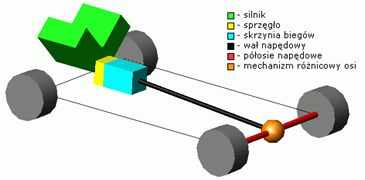 - silnik
- sprzęgło
- skrzynia biegów
- wał napędowy
- półosie napędowe
- mechanizm różnicowy osi